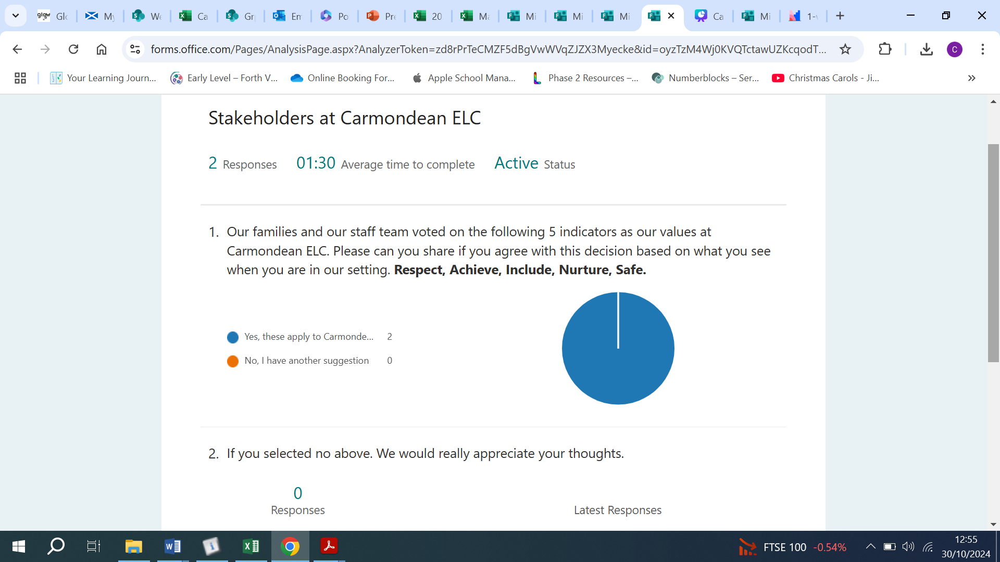 Glc
My
We
Ca
Gr
Em
Po
Pre
20
Ma
Mi
Mi
Mi
Ca
Mi
1-v
forms.office.com/Pages/AnalysisPage.aspx?AnalyzerToken=zd8rPrTeCMZF5dBgVwWVqZJZX3Myecke&id=oyzTzM4Wj0KVQTctawUZKcqodT...
C
Your Learning Journ...
Early Level – Forth V...
Online Booking For...
Apple School Mana...
Phase 2 Resources –...
Numberblocks – Ser...
Christmas Carols - Ji...
Stakeholders at Carmondean ELC
2 Responses 01:30 Average time to complete Active Status
1. Our families and our staff team voted on the following 5 indicators as our values at
Carmondean ELC. Please can you share if you agree with this decision based on what you see
when you are in our setting. Respect, Achieve, Include, Nurture, Safe.
Yes, these apply to Carmonde... 2
No, I have another suggestion 0
2. If you selected no above. We would really appreciate your thoughts.
0
Responses
Latest Responses
FTSE 100 -0.54%
12:55
30/10/2024